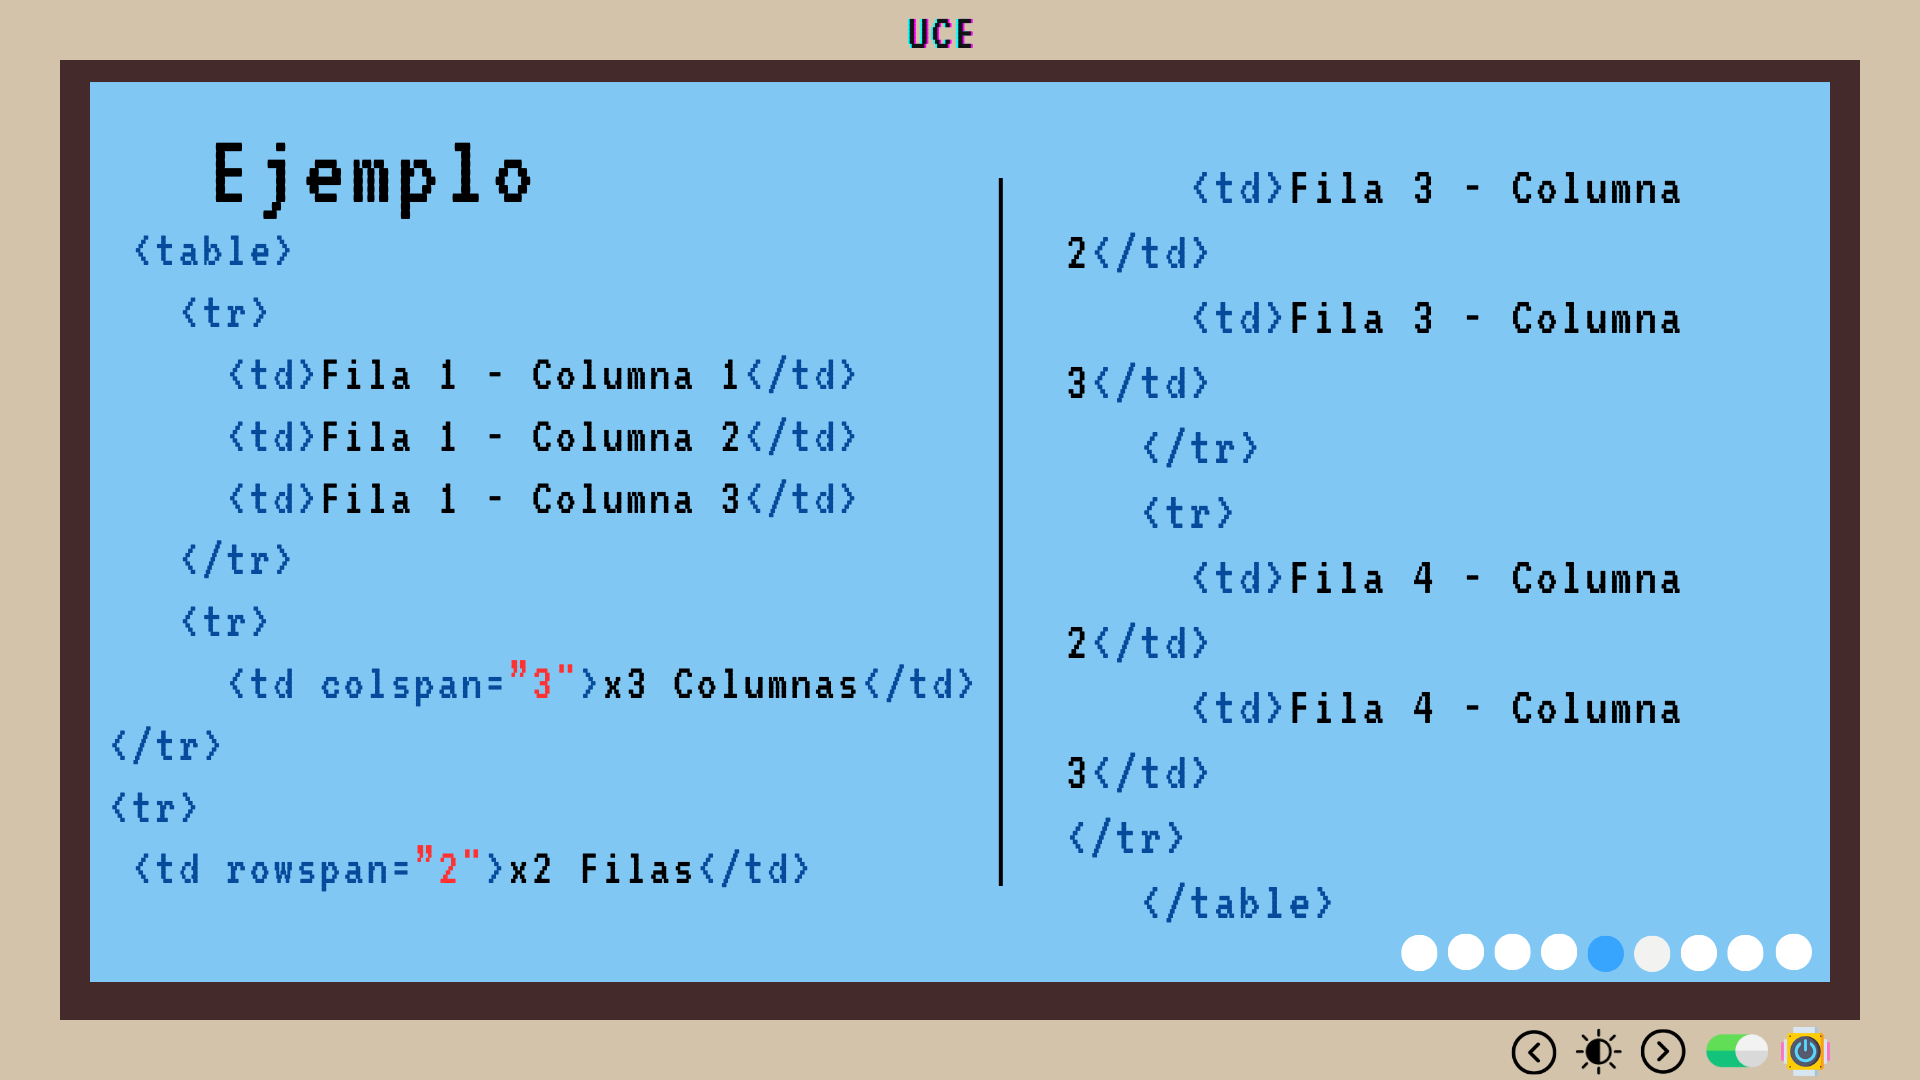 UCE
Ejemplo
<table>
<tr>
<td>Fila 1 - Columna 1</td>
<td>Fila 1 - Columna 2</td>
<td>Fila 1 - Columna 3</td>
</tr>
<tr>
<td colspan="3">x3 Columnas</td>
</tr>
<tr>
<td rowspan="2">x2 Filas</td>
<td>Fila 3 - Columna
2</td>
<td>Fila 3 - Columna
3</td>
</tr>
<tr>
<td>Fila 4 - Columna
2</td>
<td>Fila 4 - Columna
3</td>
</tr>
</table>